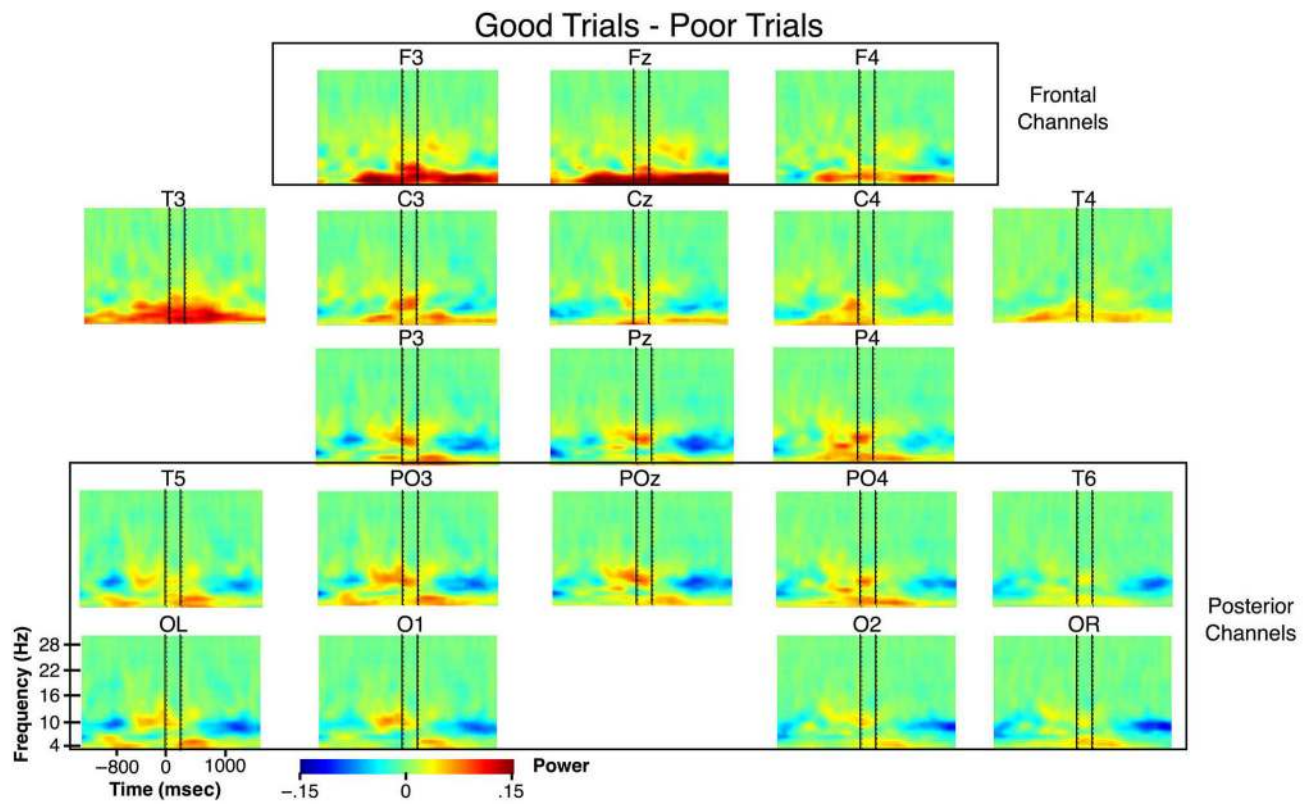 Good Trials - Poor Trials
F3 Fz F4
Frontal
Channels
T3 C3 Cz C4 T4
P3 Pz P4
T5 PO3 POz PO4 T6
Posterior
Channels
OL O1 O2 OR
Frequency (Hz)
28
22
16
10
4
−800 0 1000
Time (msec)
−.15 0 .15
Power